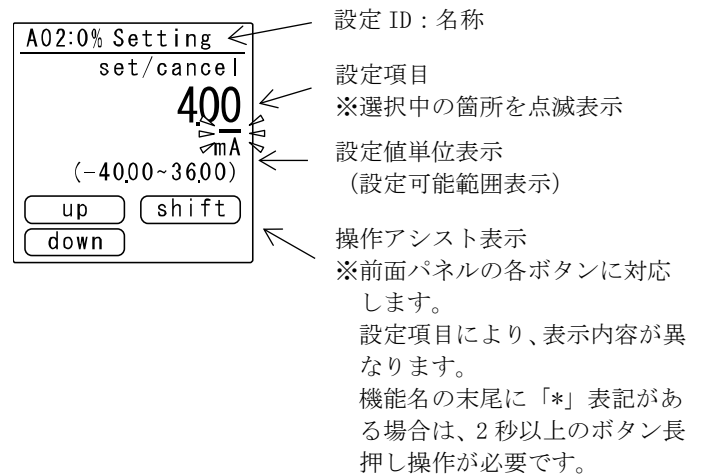 A02:0% Setting
set/cancel
4.00
mA
(-40.00~36.00)
up
shift
down
設定 ID：名称
設定項目
※選択中の箇所を点滅表示
設定値単位表示
（設定可能範囲表示）
操作アシスト表示
※前面パネルの各ボタンに対応
します。
設定項目により、表示内容が異
なります。
機能名の末尾に「*」表記があ
る場合は、2 秒以上のボタン長
押し操作が必要です。